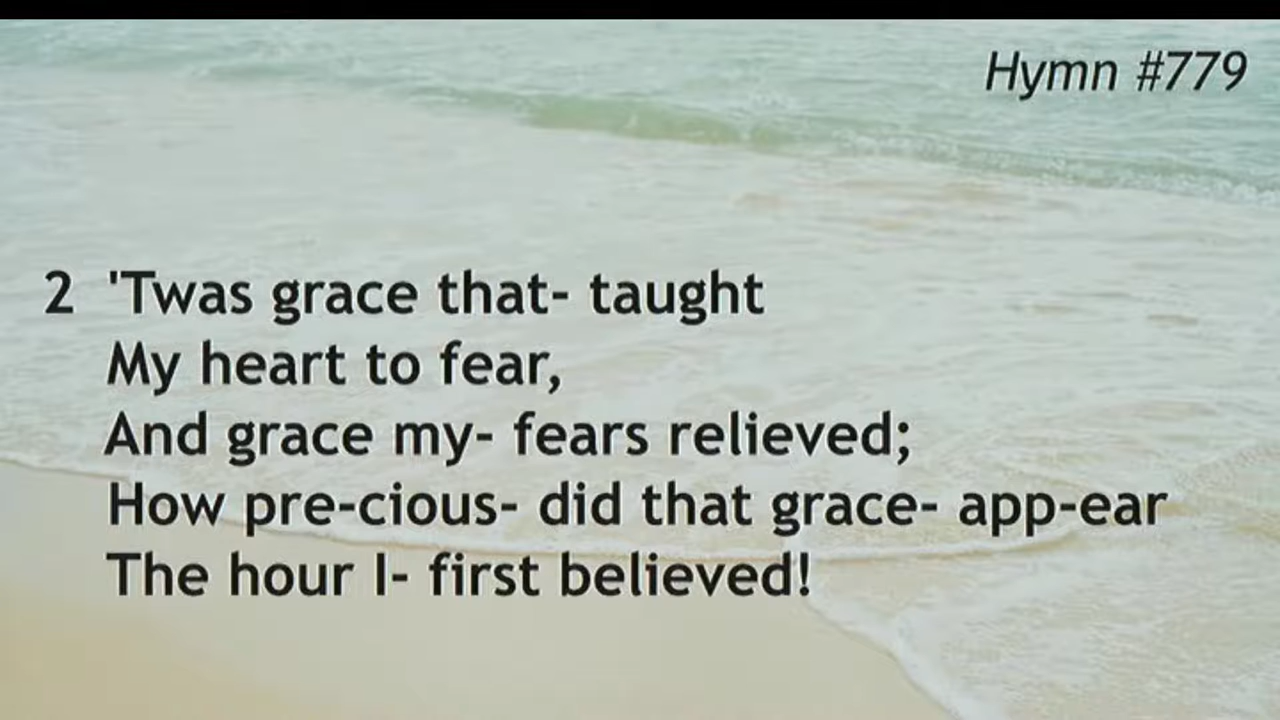 Hymn #779
2 'Twas grace that- taught
My heart to fear,
And grace my- fears relieved;
How pre-cious- did that grace- app-ear
The hour I- first believed!